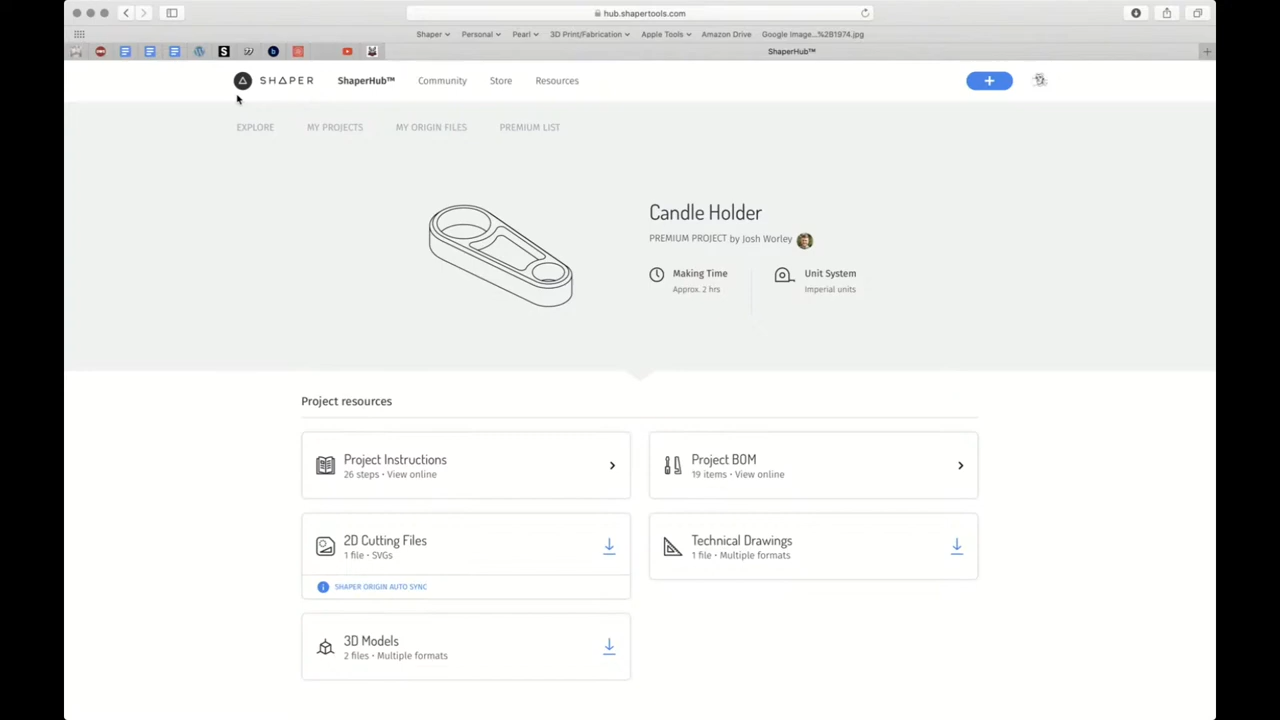 hub.shapertools.com
Shaper Personal Pearl 3D Print/Fabrication Apple Tools Amazon Drive Google Image...%2B1974.jpg
ShaperHub™
SHAPER ShaperHub™ Community Store Resources
EXPLORE MY PROJECTS MY ORIGIN FILES PREMIUM LIST
Candle Holder
PREMIUM PROJECT by Josh Worley
Making Time
Approx. 2 hrs
Unit System
Imperial units
Project resources
Project Instructions
26 steps • View online
Project BOM
19 items • View online
2D Cutting Files
1 file • SVGs
SHAPER ORIGIN AUTO SYNC
Technical Drawings
1 file • Multiple formats
3D Models
2 files • Multiple formats